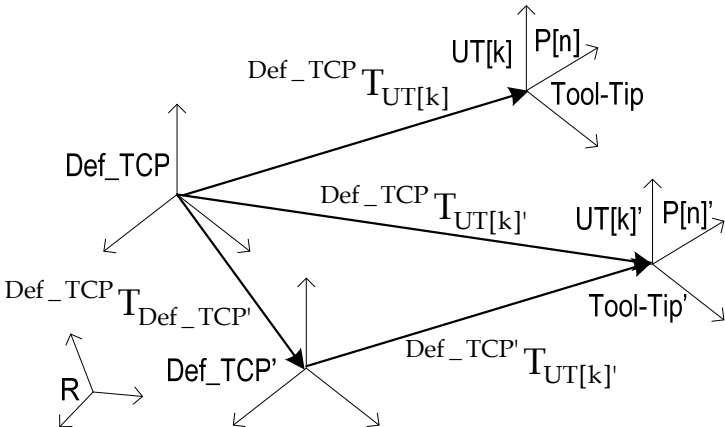 UT[k] P[n]
Def_TCP T UT[k]
Tool-Tip
Def_TCP
Def_TCP T UT[k]'
UT[k]’ P[n]’
Def_TCP T Def_TCP'
Tool-Tip’
Def_TCP’
Def_TCP' T UT[k]'
R